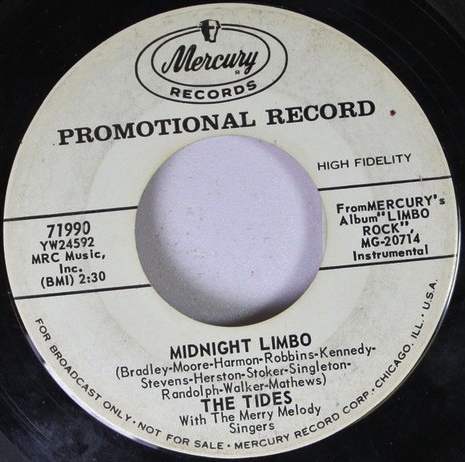 Mercury
R
RECORDS
PROMOTIONAL RECORD
HIGH FIDELITY
71990
YW24592
MRC Music,
Inc.
(BMI) 2:30
From MERCURY's
Album "LIMBO
ROCK",
MG-20714
Instrumental
MIDNIGHT LIMBO
(Bradley-Moore-Harmon-Robbins-Kennedy-
Stevens-Herston-Stoker-Singleton-
Randolph-Walker-Mathews)
THE TIDES
With The Merry Melody
Singers
FOR BROADCAST ONLY • NOT FOR SALE • MERCURY RECORD CORP. • CHICAGO, ILL. • U.S.A.